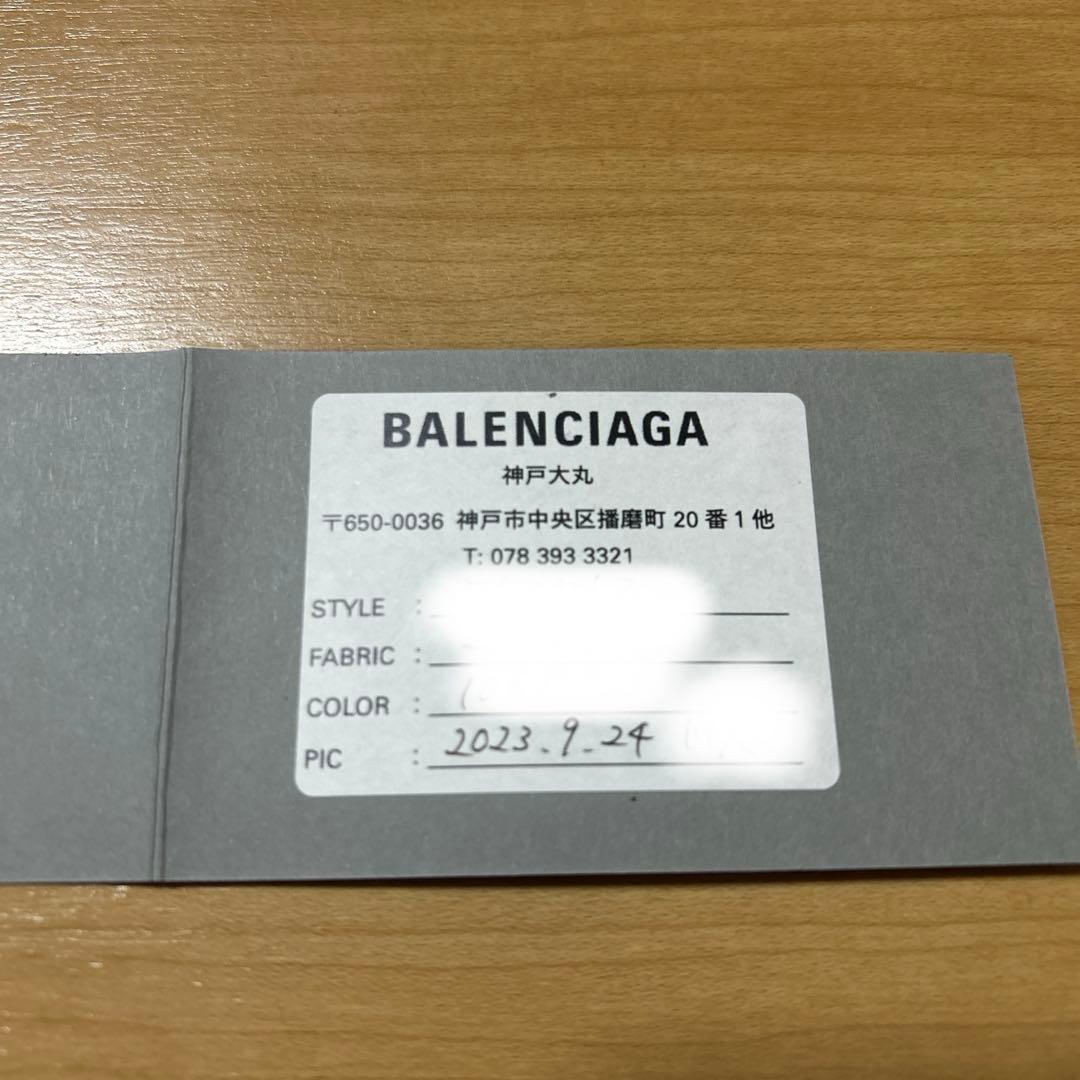 BALENCIAGA
神戸大丸
〒650-0036 神戸市中央区播磨町 20 番 1 他
T: 078 393 3321
STYLE :
FABRIC :
COLOR :
PIC : 2023.9.24